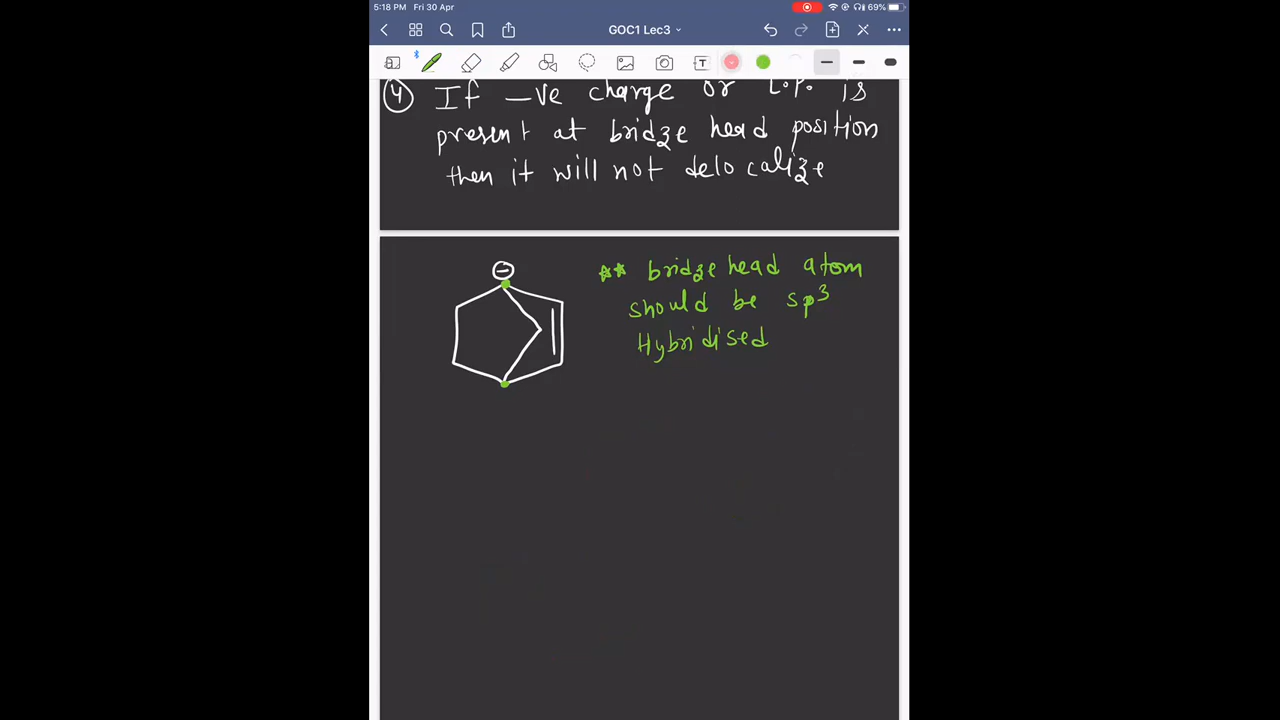 5:18 PM Fri 30 Apr
69%
GOC1 Lec3
T
4 If -ve charge or L.P. is
present at bridge head position
then it will not delocalize
** bridge head atom
should be sp³
Hybridised